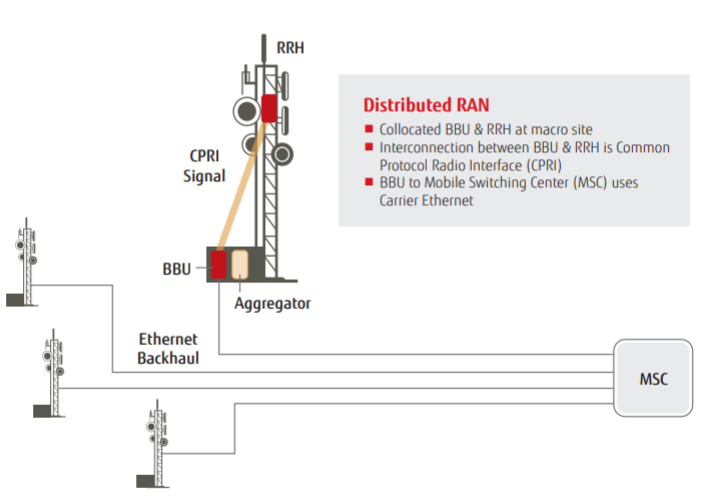 RRH
Distributed RAN
Collocated BBU & RRH at macro site
Interconnection between BBU & RRH is Common
Protocol Radio Interface (CPRI)
BBU to Mobile Switching Center (MSC) uses
Carrier Ethernet
CPRI
Signal
BBU
Aggregator
Ethernet
Backhaul
MSC